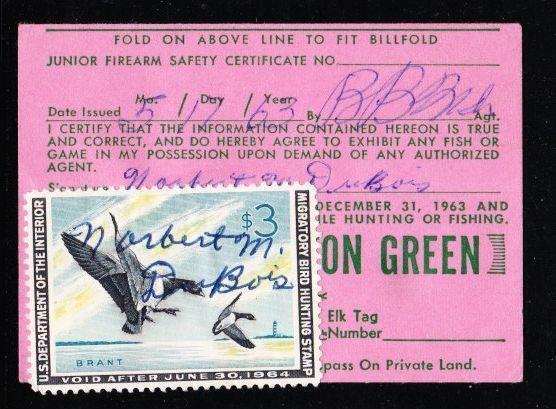 FOLD ON ABOVE LINE TO FIT BILLFOLD
JUNIOR FIREARM SAFETY CERTIFICATE NO.
Mo. / Day / Year
Date Issued 5 17 63 By Agt.
I CERTIFY THAT THE INFORMATION CONTAINED HEREON IS TRUE
AND CORRECT, AND DO HEREBY AGREE TO EXHIBIT ANY FISH OR
GAME IN MY POSSESSION UPON DEMAND OF ANY AUTHORIZED
AGENT.
Norbert M DuBois
DECEMBER 31, 1963 AND
LE HUNTING OR FISHING.
ON GREEN
Elk Tag
Number
pass On Private Land.
U.S. DEPARTMENT OF THE INTERIOR
$3
MIGRATORY BIRD HUNTING STAMP
Norbert M.
DuBois
BRANT
VOID AFTER JUNE 30, 1964